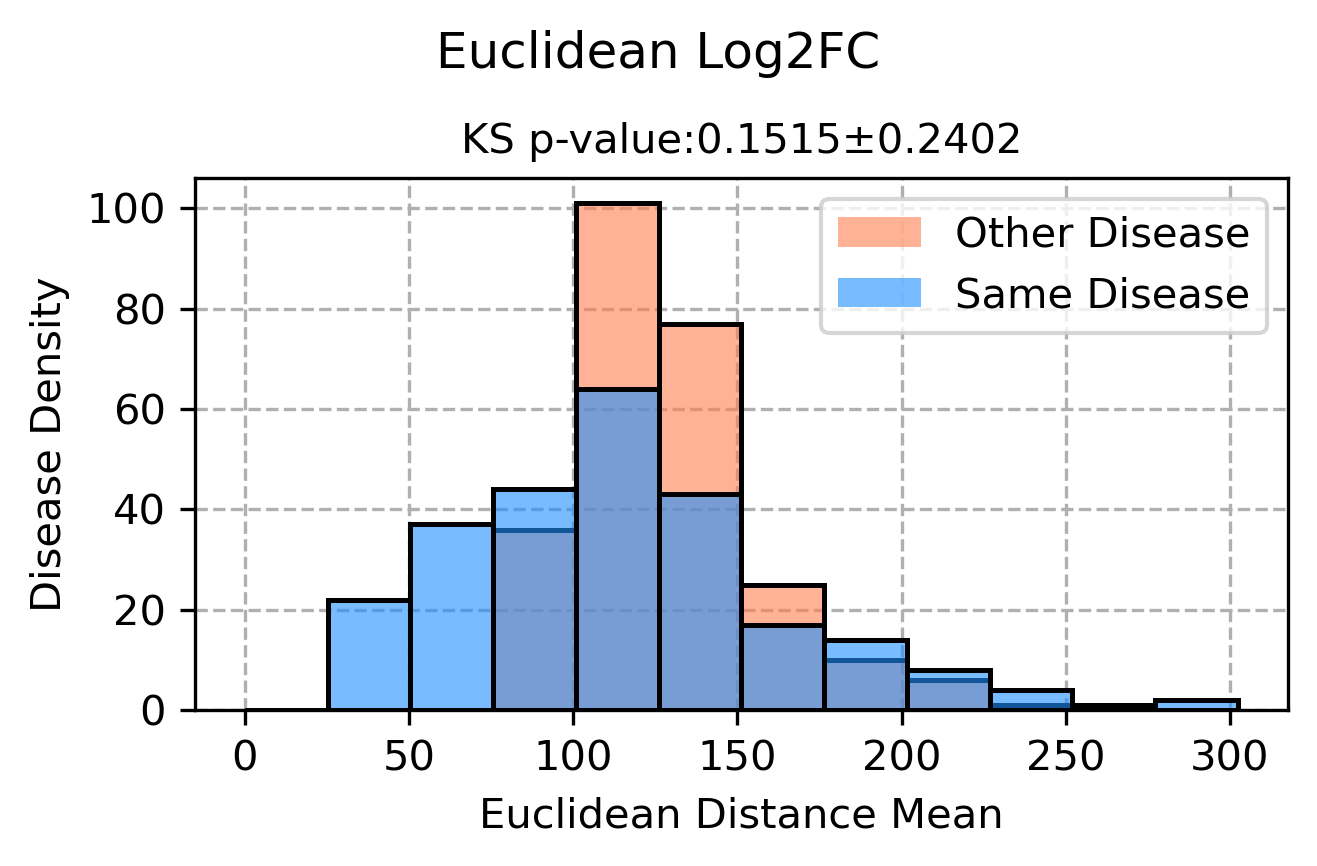 Euclidean Log2FC
KS p-value:0.1515±0.2402
Other Disease
Same Disease
Disease Density
100
80
60
40
20
0
0 50 100 150 200 250 300
Euclidean Distance Mean